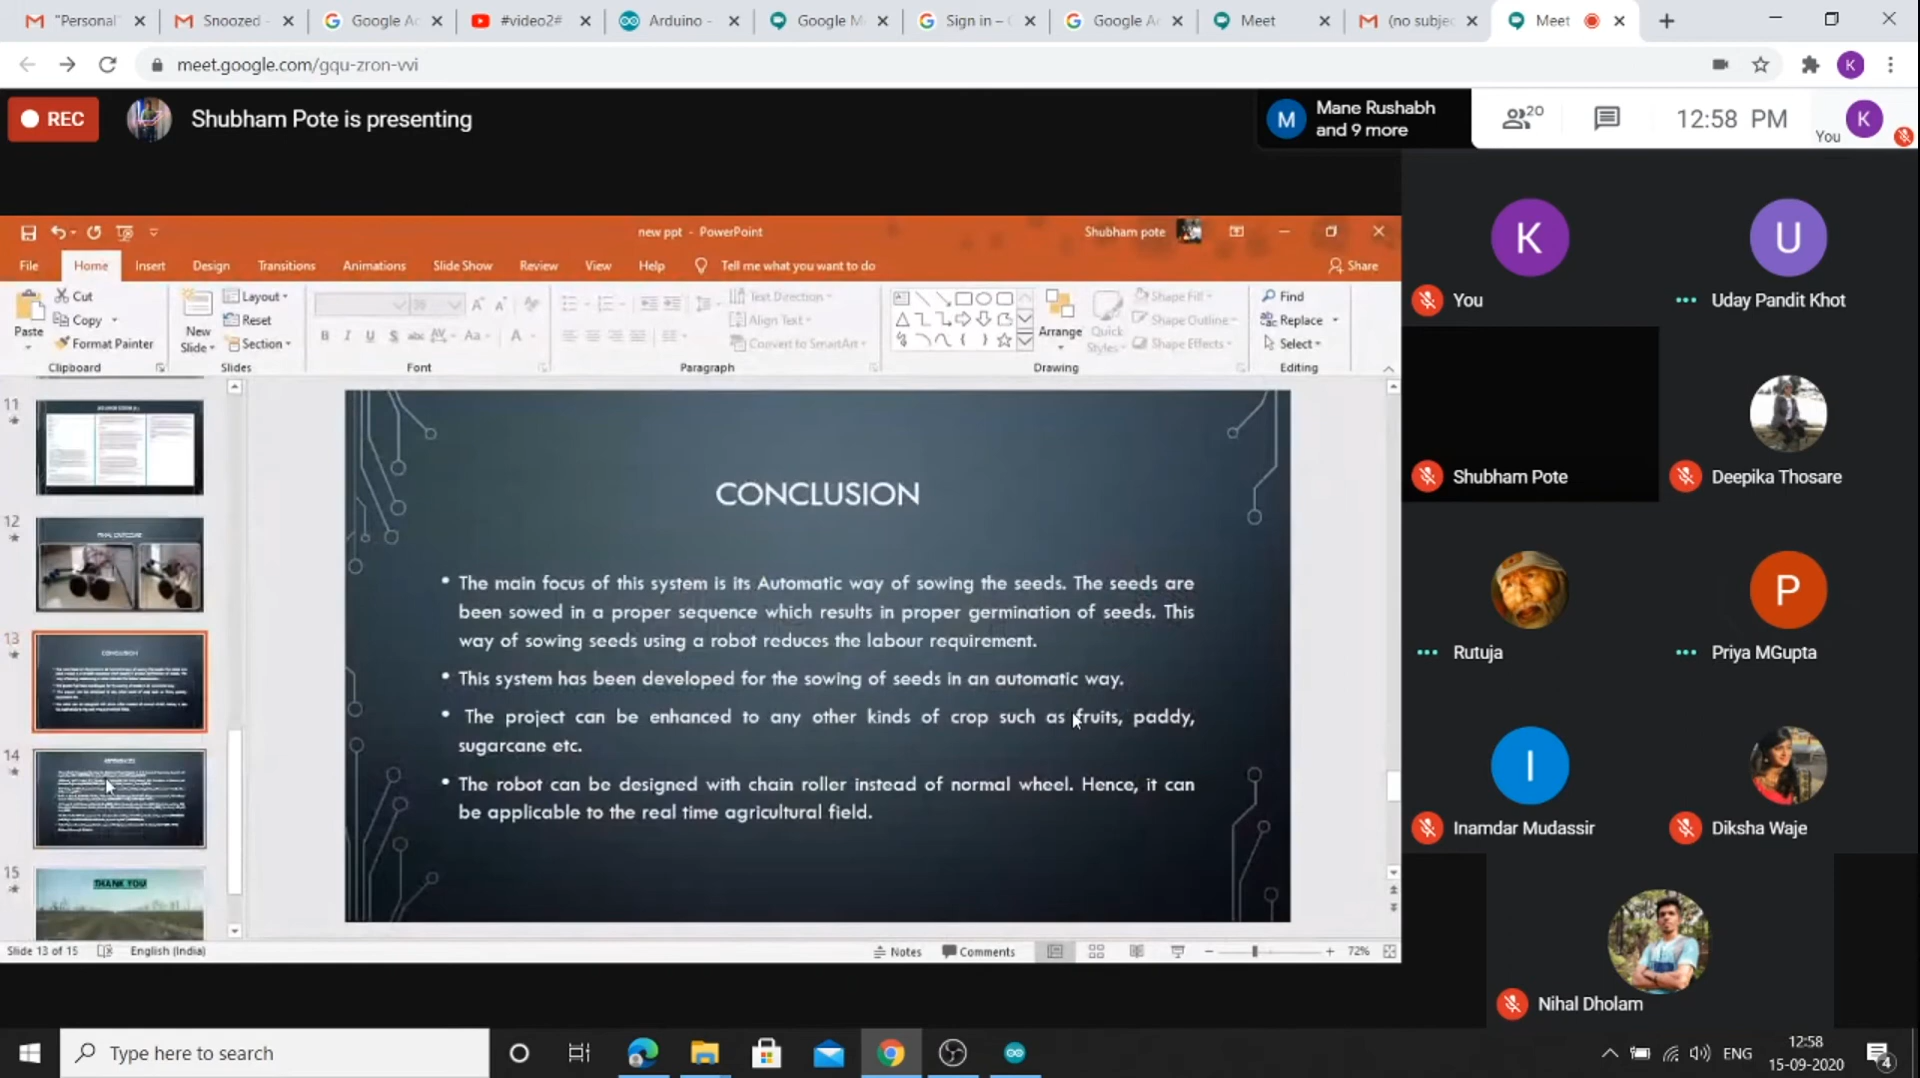 "Personal"
Snoozed -
Google Ac
#video2#
Arduino -
Google M
Sign in –
Google Ac
Meet
(no subjec
Meet
meet.google.com/gqu-zron-vvi
K
REC
Shubham Pote is presenting
M
Mane Rushabh
and 9 more
20
12:58 PM
You
K
new ppt - PowerPoint
Shubham pote
File
Home
Insert
Design
Transitions
Animations
Slide Show
Review
View
Help
Tell me what you want to do
Share
Paste
Cut
Copy
Format Painter
Clipboard
New
Slide
Layout
Reset
Section
Slides
Font
Text Direction
Align Text
Convert to SmartArt
Paragraph
Arrange
Quick
Styles
Shape Fill
Shape Outline
Shape Effects
Drawing
Find
Replace
Select
Editing
11
12
FINAL OUTCOME
13
CONCLUSION
14
REFERENCES
15
THANK YOU
CONCLUSION
• The main focus of this system is its Automatic way of sowing the seeds. The seeds are
been sowed in a proper sequence which results in proper germination of seeds. This
way of sowing seeds using a robot reduces the labour requirement.
• This system has been developed for the sowing of seeds in an automatic way.
• The project can be enhanced to any other kinds of crop such as fruits, paddy,
sugarcane etc.
• The robot can be designed with chain roller instead of normal wheel. Hence, it can
be applicable to the real time agricultural field.
Slide 13 of 15
English (India)
Notes
Comments
72%
K
You
U
Uday Pandit Khot
Shubham Pote
Deepika Thosare
Rutuja
P
Priya MGupta
I
Inamdar Mudassir
Diksha Waje
Nihal Dholam
Type here to search
ENG
12:58
15-09-2020
4